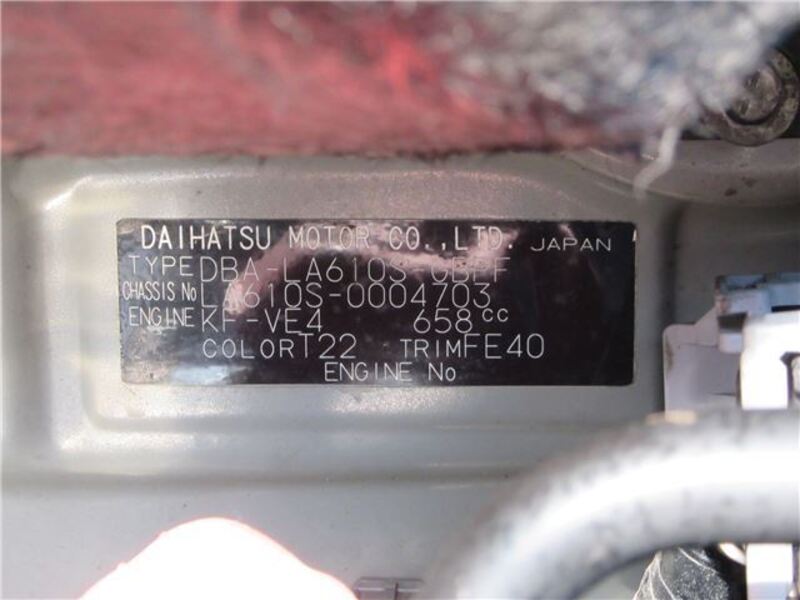 DAIHATSU MOTOR CO.,LTD. JAPAN
TYPE DBA-LA610S-GBPF
CHASSIS No LA610S-0004703
ENGINE KF-VE4 658cc
COLOR T22 TRIM FE40
ENGINE No